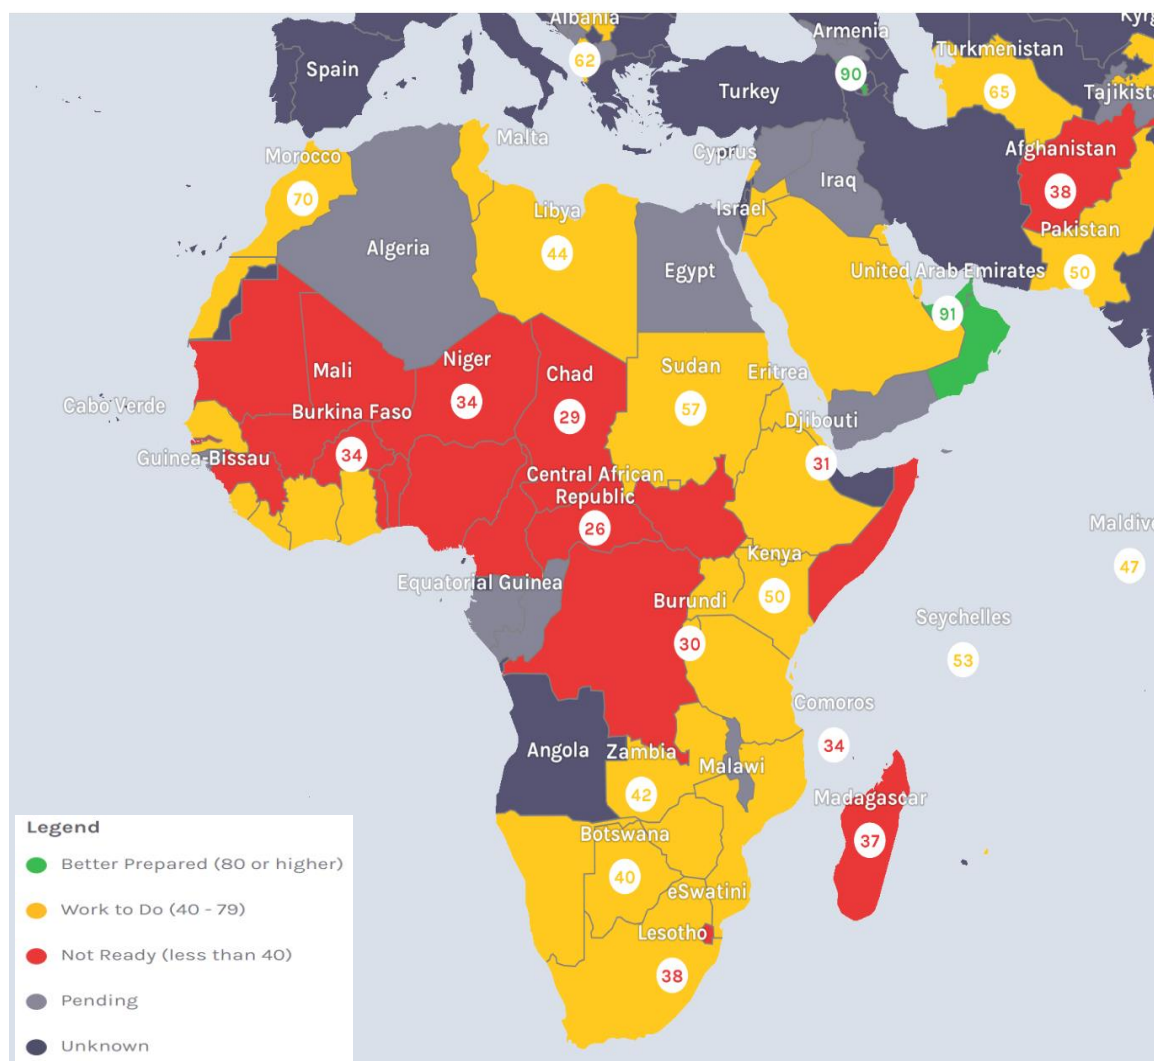 Albania
62
Armenia
90
Kyrg
Turkmenistan
65
Tajikista
Spain
Turkey
Malta
Cyprus
Morocco
70
Afghanistan
38
Iraq
Israel
Libya
44
Algeria
Egypt
Pakistan
50
United Arab Emirates
91
Mali
Niger
34
Chad
29
Sudan
57
Eritrea
Cabo Verde
Burkina Faso
34
Djibouti
31
Guinea-Bissau
Central African
Republic
26
Maldive
47
Equatorial Guinea
Kenya
50
Burundi
30
Seychelles
53
Comoros
34
Angola
Zambia
42
Malawi
Madagascar
37
Botswana
40
eSwatini
Lesotho
38
Legend
Better Prepared (80 or higher)
Work to Do (40 - 79)
Not Ready (less than 40)
Pending
Unknown